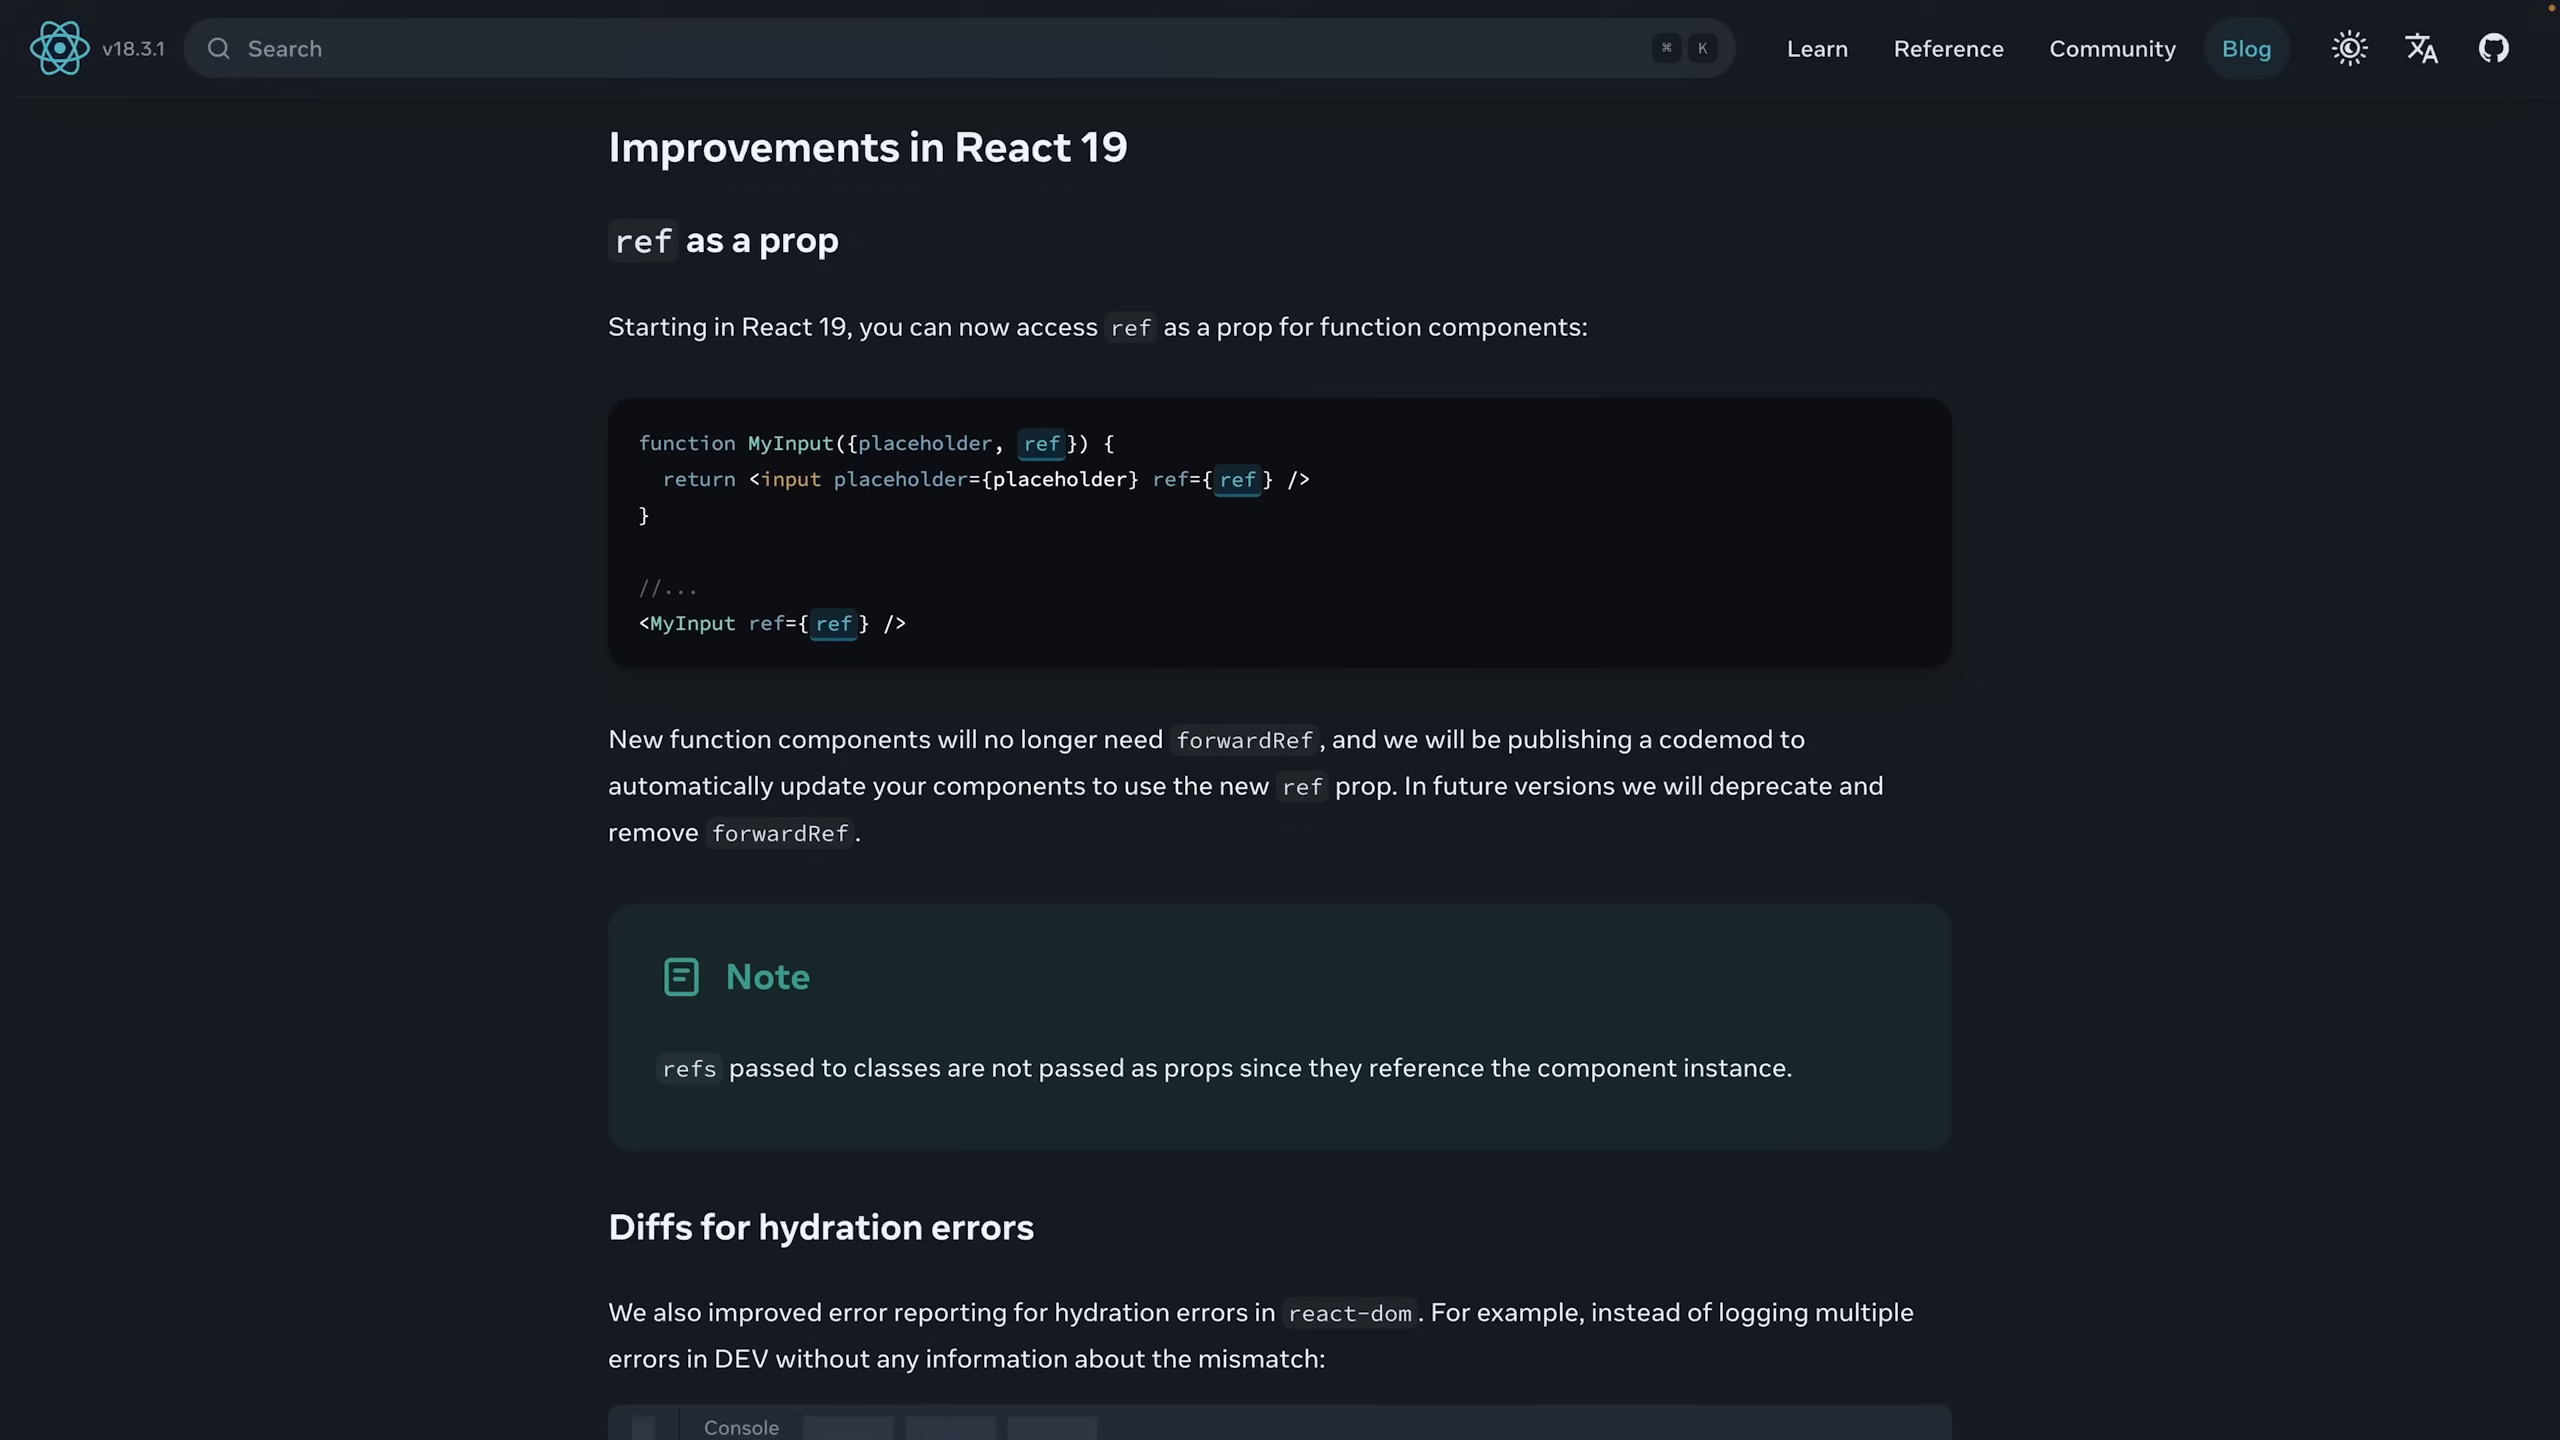 v18.3.1
Search
⌘ K
Learn
Reference
Community
Blog
Improvements in React 19
ref as a prop
Starting in React 19, you can now access ref as a prop for function components:
function MyInput({placeholder, ref}) {
  return <input placeholder={placeholder} ref={ref} />
}
//...
<MyInput ref={ref} />
New function components will no longer need forwardRef, and we will be publishing a codemod to
automatically update your components to use the new ref prop. In future versions we will deprecate and
remove forwardRef.
Note
refs passed to classes are not passed as props since they reference the component instance.
Diffs for hydration errors
We also improved error reporting for hydration errors in react-dom. For example, instead of logging multiple
errors in DEV without any information about the mismatch:
Console